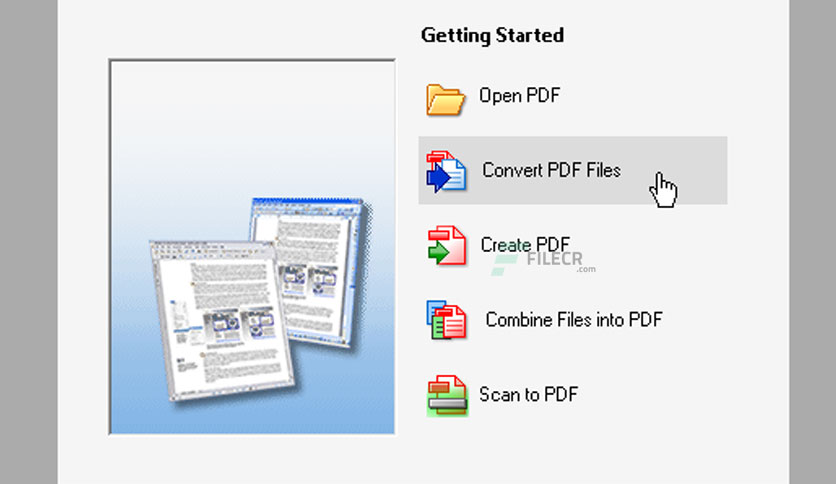 Getting Started
Open PDF
Convert PDF Files
Create PDF
FILECR
.com
Combine Files into PDF
Scan to PDF